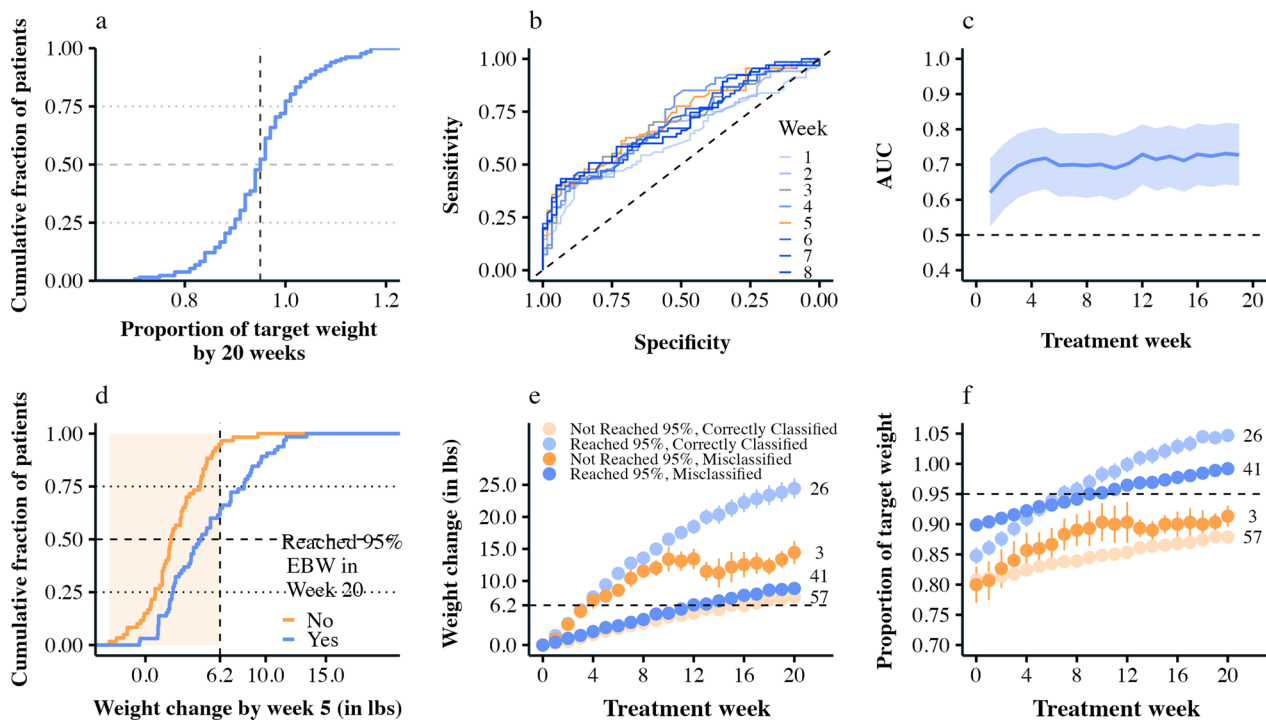 a
Cumulative fraction of patients
1.00
0.75
0.50
0.25
0.00
0.8
1.0
1.2
Proportion of target weight
by 20 weeks
b
Sensitivity
1.00
0.75
0.50
0.25
0.00
Week
1
2
3
4
5
6
7
8
1.00
0.75
0.50
0.25
0.00
Specificity
c
AUC
1.0
0.9
0.8
0.7
0.6
0.5
0.4
0
4
8
12
16
20
Treatment week
d
Cumulative fraction of patients
1.00
0.75
0.50
0.25
0.00
Reached 95%
EBW in
Week 20
No
Yes
0.0
6.2
10.0
15.0
Weight change by week 5 (in lbs)
e
Weight change (in lbs)
Not Reached 95%, Correctly Classified
Reached 95%, Correctly Classified
Not Reached 95%, Misclassified
Reached 95%, Misclassified
25.0
20.0
15.0
10.0
6.2
0.0
26
3
41
57
0
4
8
12
16
20
Treatment week
f
Proportion of target weight
1.05
1.00
0.95
0.90
0.85
0.80
0.75
0.70
26
41
3
57
0
4
8
12
16
20
Treatment week